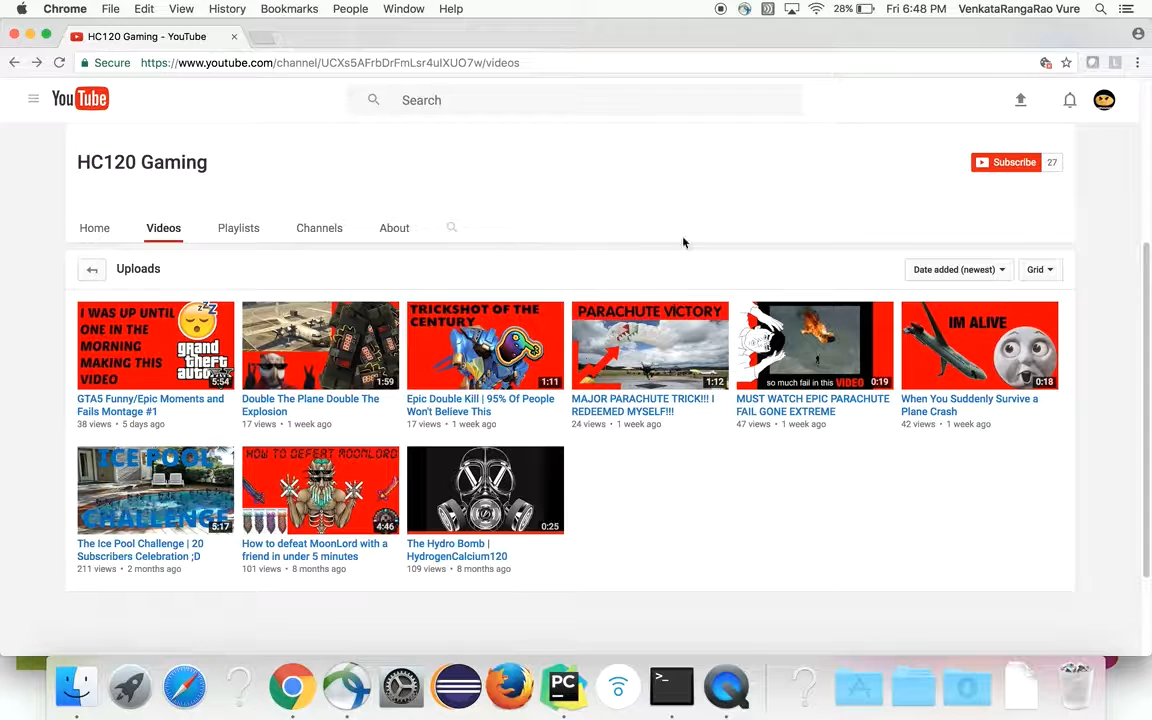 Chrome File Edit View History Bookmarks People Window Help 28% Fri 6:48 PM VenkataRangaRao Vure
HC120 Gaming - YouTube
Secure https://www.youtube.com/channel/UCXs5AFrbDrFmLsr4uIXUO7w/videos
YouTube Search
HC120 Gaming
Subscribe 27
Home Videos Playlists Channels About
Uploads
Date added (newest) Grid
I WAS UP UNTIL
ONE IN THE
MORNING
MAKING THIS
VIDEO
grand
theft
auto
5:54
GTA5 Funny/Epic Moments and
Fails Montage #1
38 views • 5 days ago
1:59
Double The Plane Double The
Explosion
17 views • 1 week ago
TRICKSHOT OF THE
CENTURY
1:11
Epic Double Kill | 95% Of People
Won't Believe This
17 views • 1 week ago
PARACHUTE VICTORY
1:12
MAJOR PARACHUTE TRICK!!! I
REDEEMED MYSELF!!!
24 views • 1 week ago
so much fail in this VIDEO
0:19
MUST WATCH EPIC PARACHUTE
FAIL GONE EXTREME
47 views • 1 week ago
IM ALIVE
0:18
When You Suddenly Survive a
Plane Crash
42 views • 1 week ago
ICE POOL
CHALLENGE
5:17
The Ice Pool Challenge | 20
Subscribers Celebration ;D
211 views • 2 months ago
HOW TO DEFEAT MOONLORD
4:46
How to defeat MoonLord with a
friend in under 5 minutes
101 views • 8 months ago
0:25
The Hydro Bomb |
HydrogenCalcium120
109 views • 8 months ago
PC